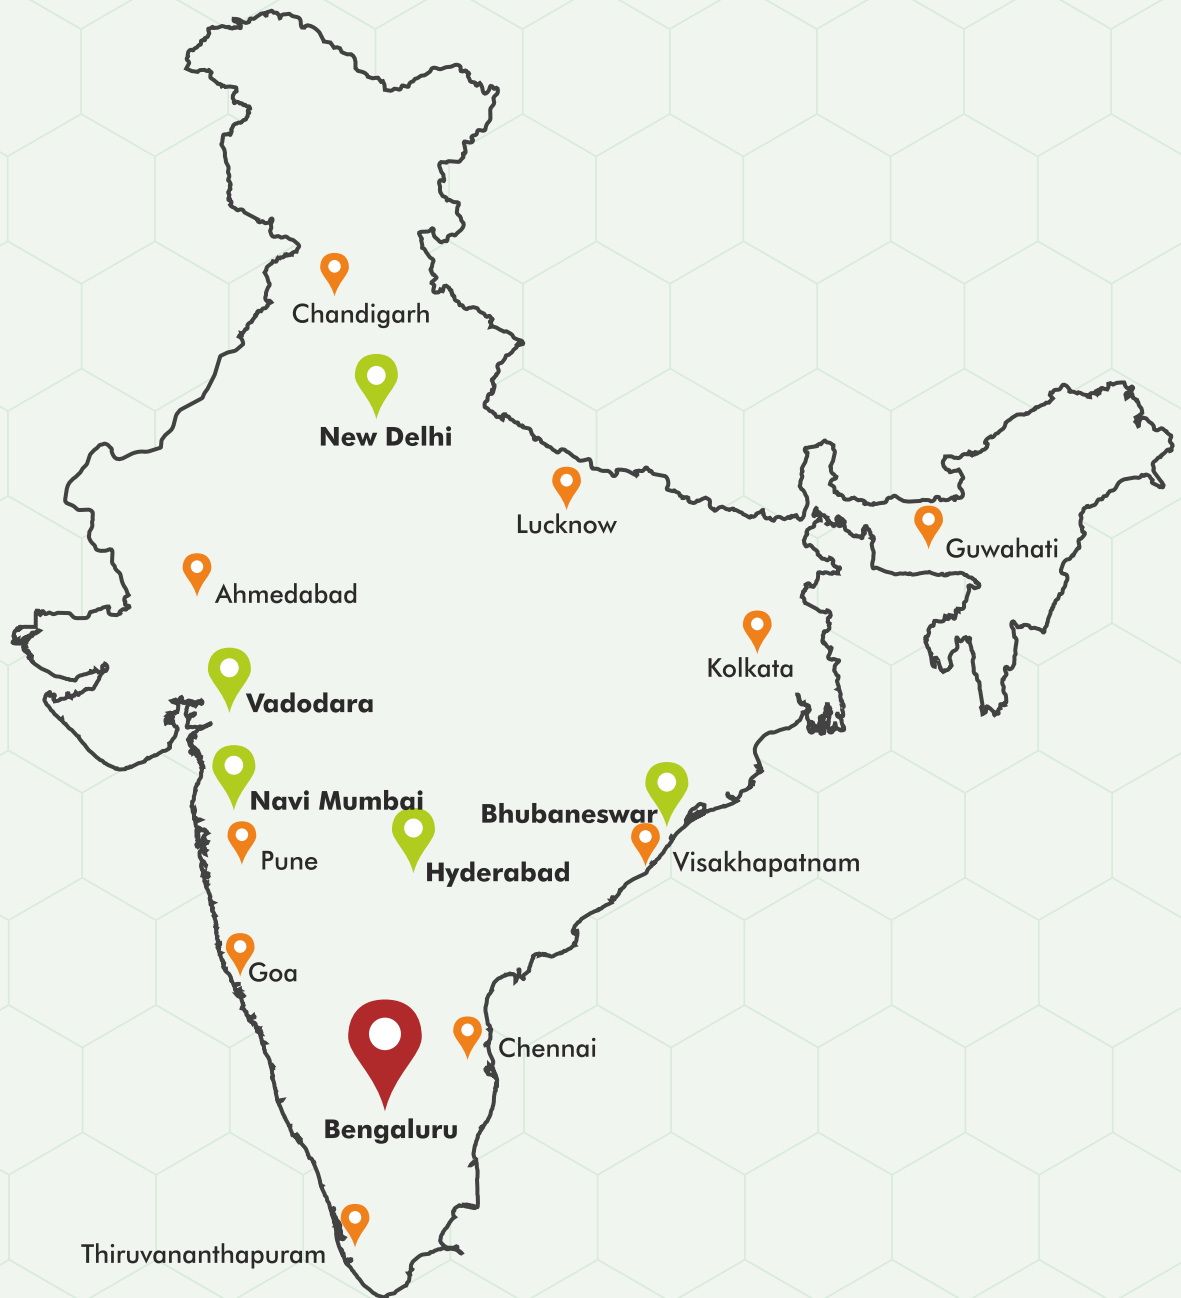 Chandigarh
New Delhi
Lucknow
Guwahati
Ahmedabad
Kolkata
Vadodara
Navi Mumbai
Bhubaneswar
Pune
Hyderabad
Visakhapatnam
Goa
Chennai
Bengaluru
Thiruvananthapuram